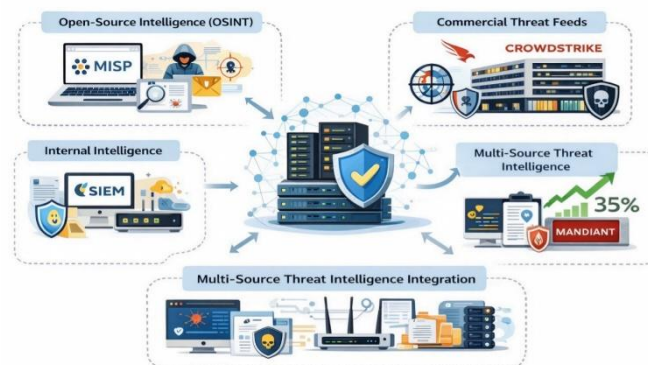 Open-Source Intelligence (OSINT)
MISP
Commercial Threat Feeds
CROWDSTRIKE
Internal Intelligence
SIEM
Multi-Source Threat
Intelligence
35%
MANDIANT
Multi-Source Threat Intelligence Integration